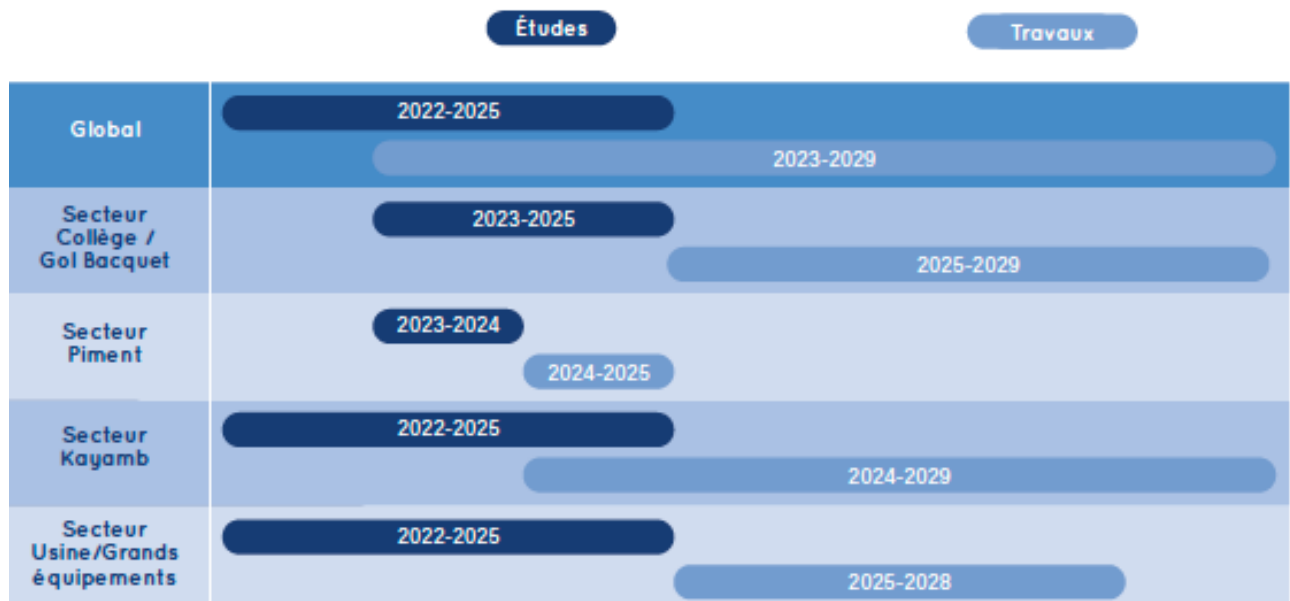 Études
Travaux
Global
2022-2025
2023-2029
Secteur
Collège /
Gol Bacquet
2023-2025
2025-2029
Secteur
Piment
2023-2024
2024-2025
Secteur
Kayamb
2022-2025
2024-2029
Secteur
Usine/Grands
équipements
2022-2025
2025-2028